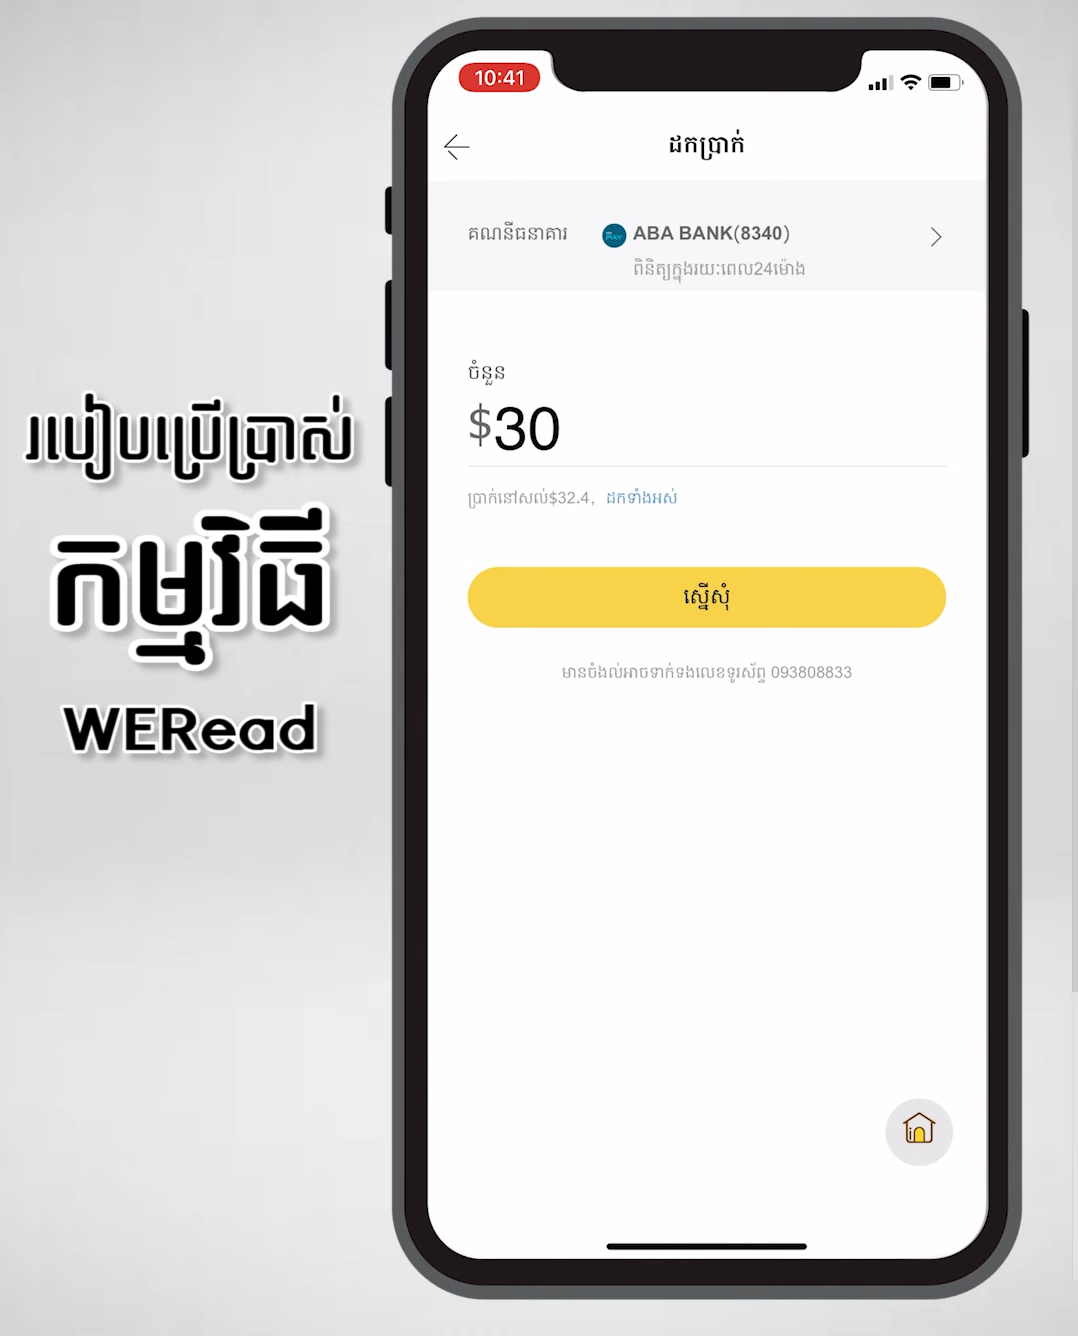 របៀបប្រើប្រាស់
កម្មវិធី
WERead
10:41
ដកប្រាក់
គណនីធនាគារ ABA BANK(8340)
ពិនិត្យក្នុងរយៈពេល24ម៉ោង
ចំនួន
$30
ប្រាក់នៅសល់$32.4, ដកទាំងអស់
ស្នើសុំ
មានចំងល់អាចទាក់ទងលេខទូរស័ព្ទ 093808833